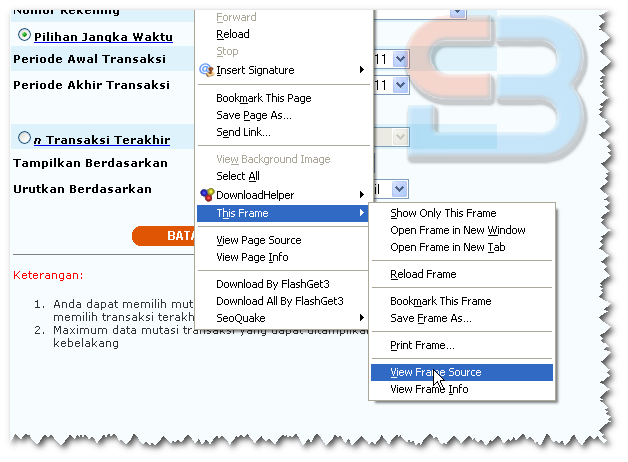 Nomor Rekening
Pilihan Jangka Waktu
Periode Awal Transaksi
11
Periode Akhir Transaksi
11
n Transaksi Terakhir
Tampilkan Berdasarkan
Urutkan Berdasarkan
il
BATA
Keterangan:
1. Anda dapat memilih mut
memilih transaksi terakh
2. Maximum data mutasi transaksi yang dapat ditampilka
kebelakang
Forward
Reload
Stop
Insert Signature
Bookmark This Page
Save Page As...
Send Link...
View Background Image
Select All
DownloadHelper
This Frame
View Page Source
View Page Info
Download By FlashGet3
Download All By FlashGet3
SeoQuake
Show Only This Frame
Open Frame in New Window
Open Frame in New Tab
Reload Frame
Bookmark This Frame
Save Frame As...
Print Frame...
View Frame Source
View Frame Info